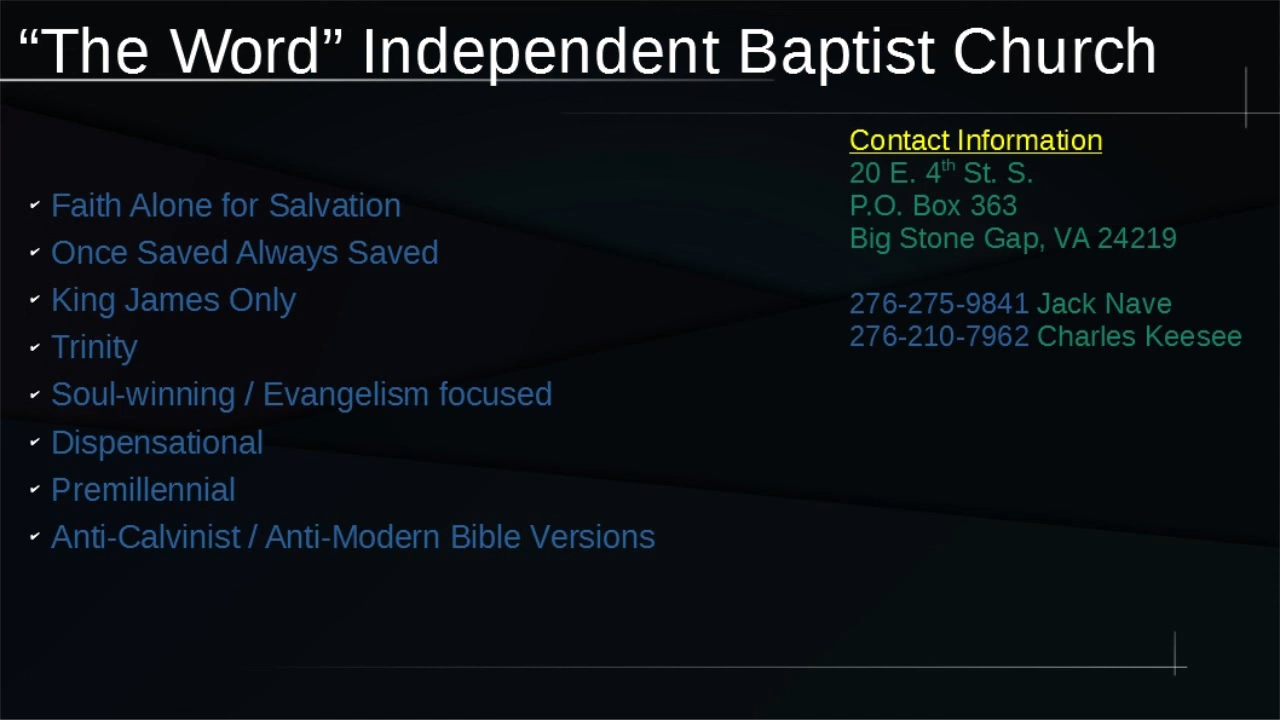 “The Word” Independent Baptist Church
✔ Faith Alone for Salvation
✔ Once Saved Always Saved
✔ King James Only
✔ Trinity
✔ Soul-winning / Evangelism focused
✔ Dispensational
✔ Premillennial
✔ Anti-Calvinist / Anti-Modern Bible Versions
Contact Information
20 E. 4th St. S.
P.O. Box 363
Big Stone Gap, VA 24219
276-275-9841 Jack Nave
276-210-7962 Charles Keesee